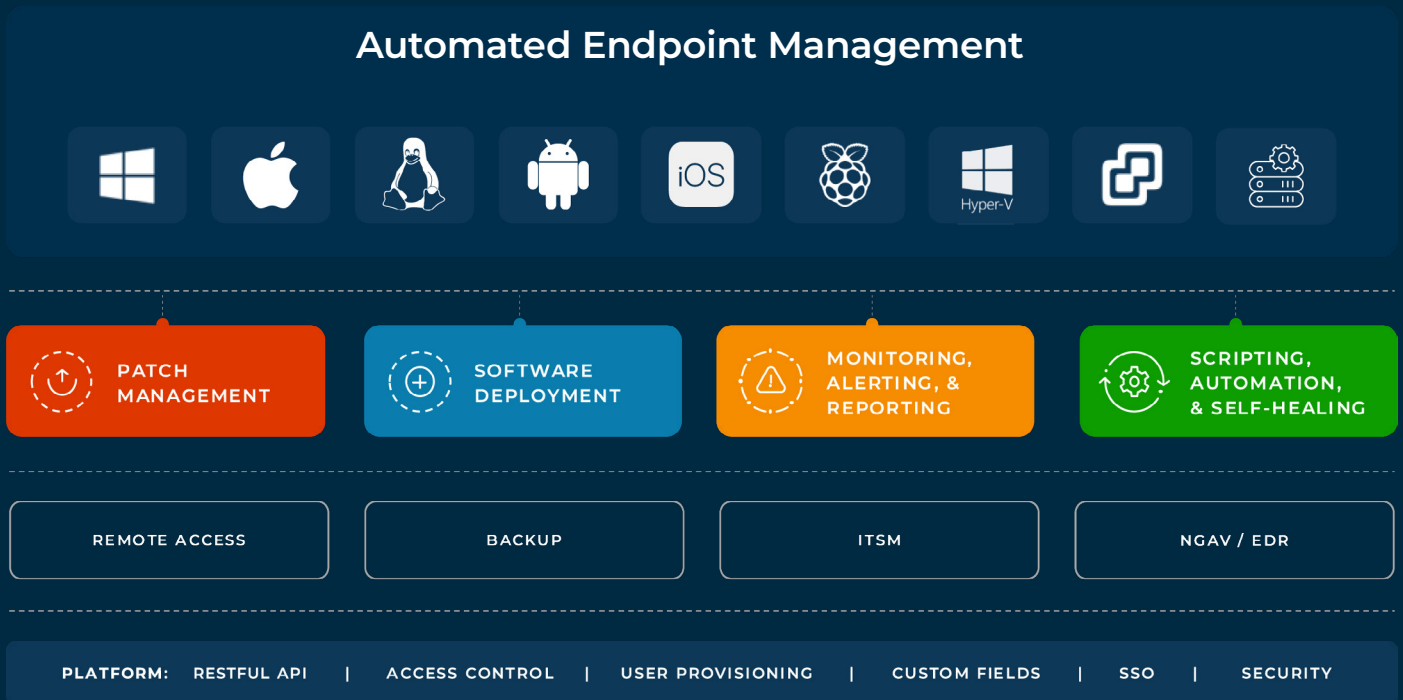 Automated Endpoint Management
iOS
Hyper-V
PATCH
MANAGEMENT
SOFTWARE
DEPLOYMENT
MONITORING,
ALERTING, &
REPORTING
SCRIPTING,
AUTOMATION,
& SELF-HEALING
REMOTE ACCESS
BACKUP
ITSM
NGAV / EDR
PLATFORM: RESTFUL API | ACCESS CONTROL | USER PROVISIONING | CUSTOM FIELDS | SSO | SECURITY